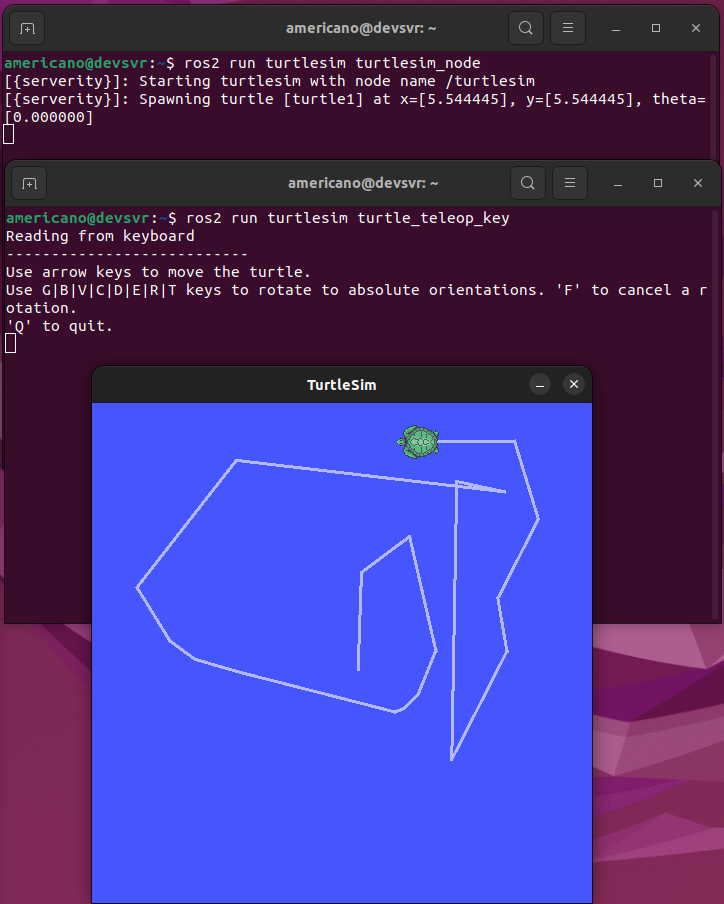 americano@devsvr: ~
americano@devsvr:~$ ros2 run turtlesim turtlesim_node
[{serverity}]: Starting turtlesim with node name /turtlesim
[{serverity}]: Spawning turtle [turtle1] at x=[5.544445], y=[5.544445], theta=
[0.000000]
americano@devsvr: ~
americano@devsvr:~$ ros2 run turtlesim turtle_teleop_key
Reading from keyboard
---------------------------
Use arrow keys to move the turtle.
Use G|B|V|C|D|E|R|T keys to rotate to absolute orientations. 'F' to cancel a r
otation.
'Q' to quit.
TurtleSim